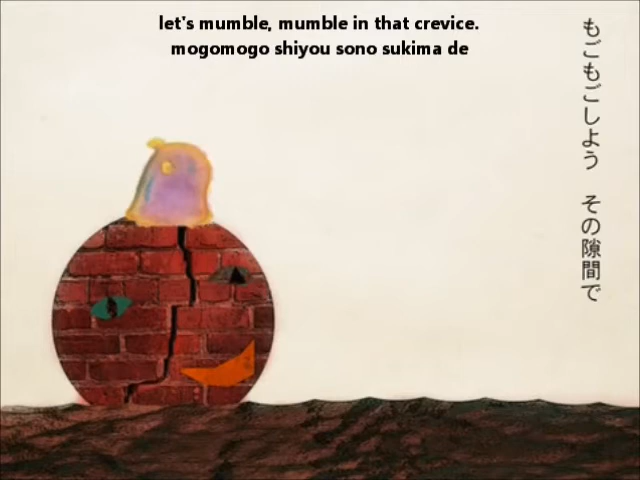 let's mumble, mumble in that crevice.
mogomogo shiyou sono sukima de
もごもごしよう　その隙間で